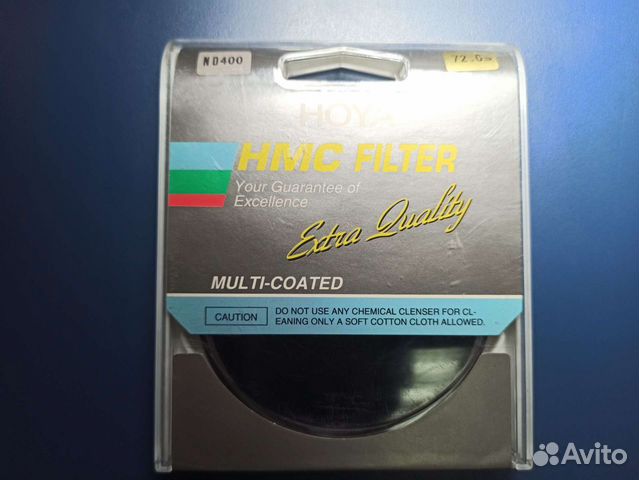 ND400
72.0S
HOYA
HMC FILTER
Your Guarantee of
Excellence
Extra Quality
MULTI-COATED
CAUTION
DO NOT USE ANY CHEMICAL CLENSER FOR CL-
EANING ONLY A SOFT COTTON CLOTH ALLOWED.
Avito